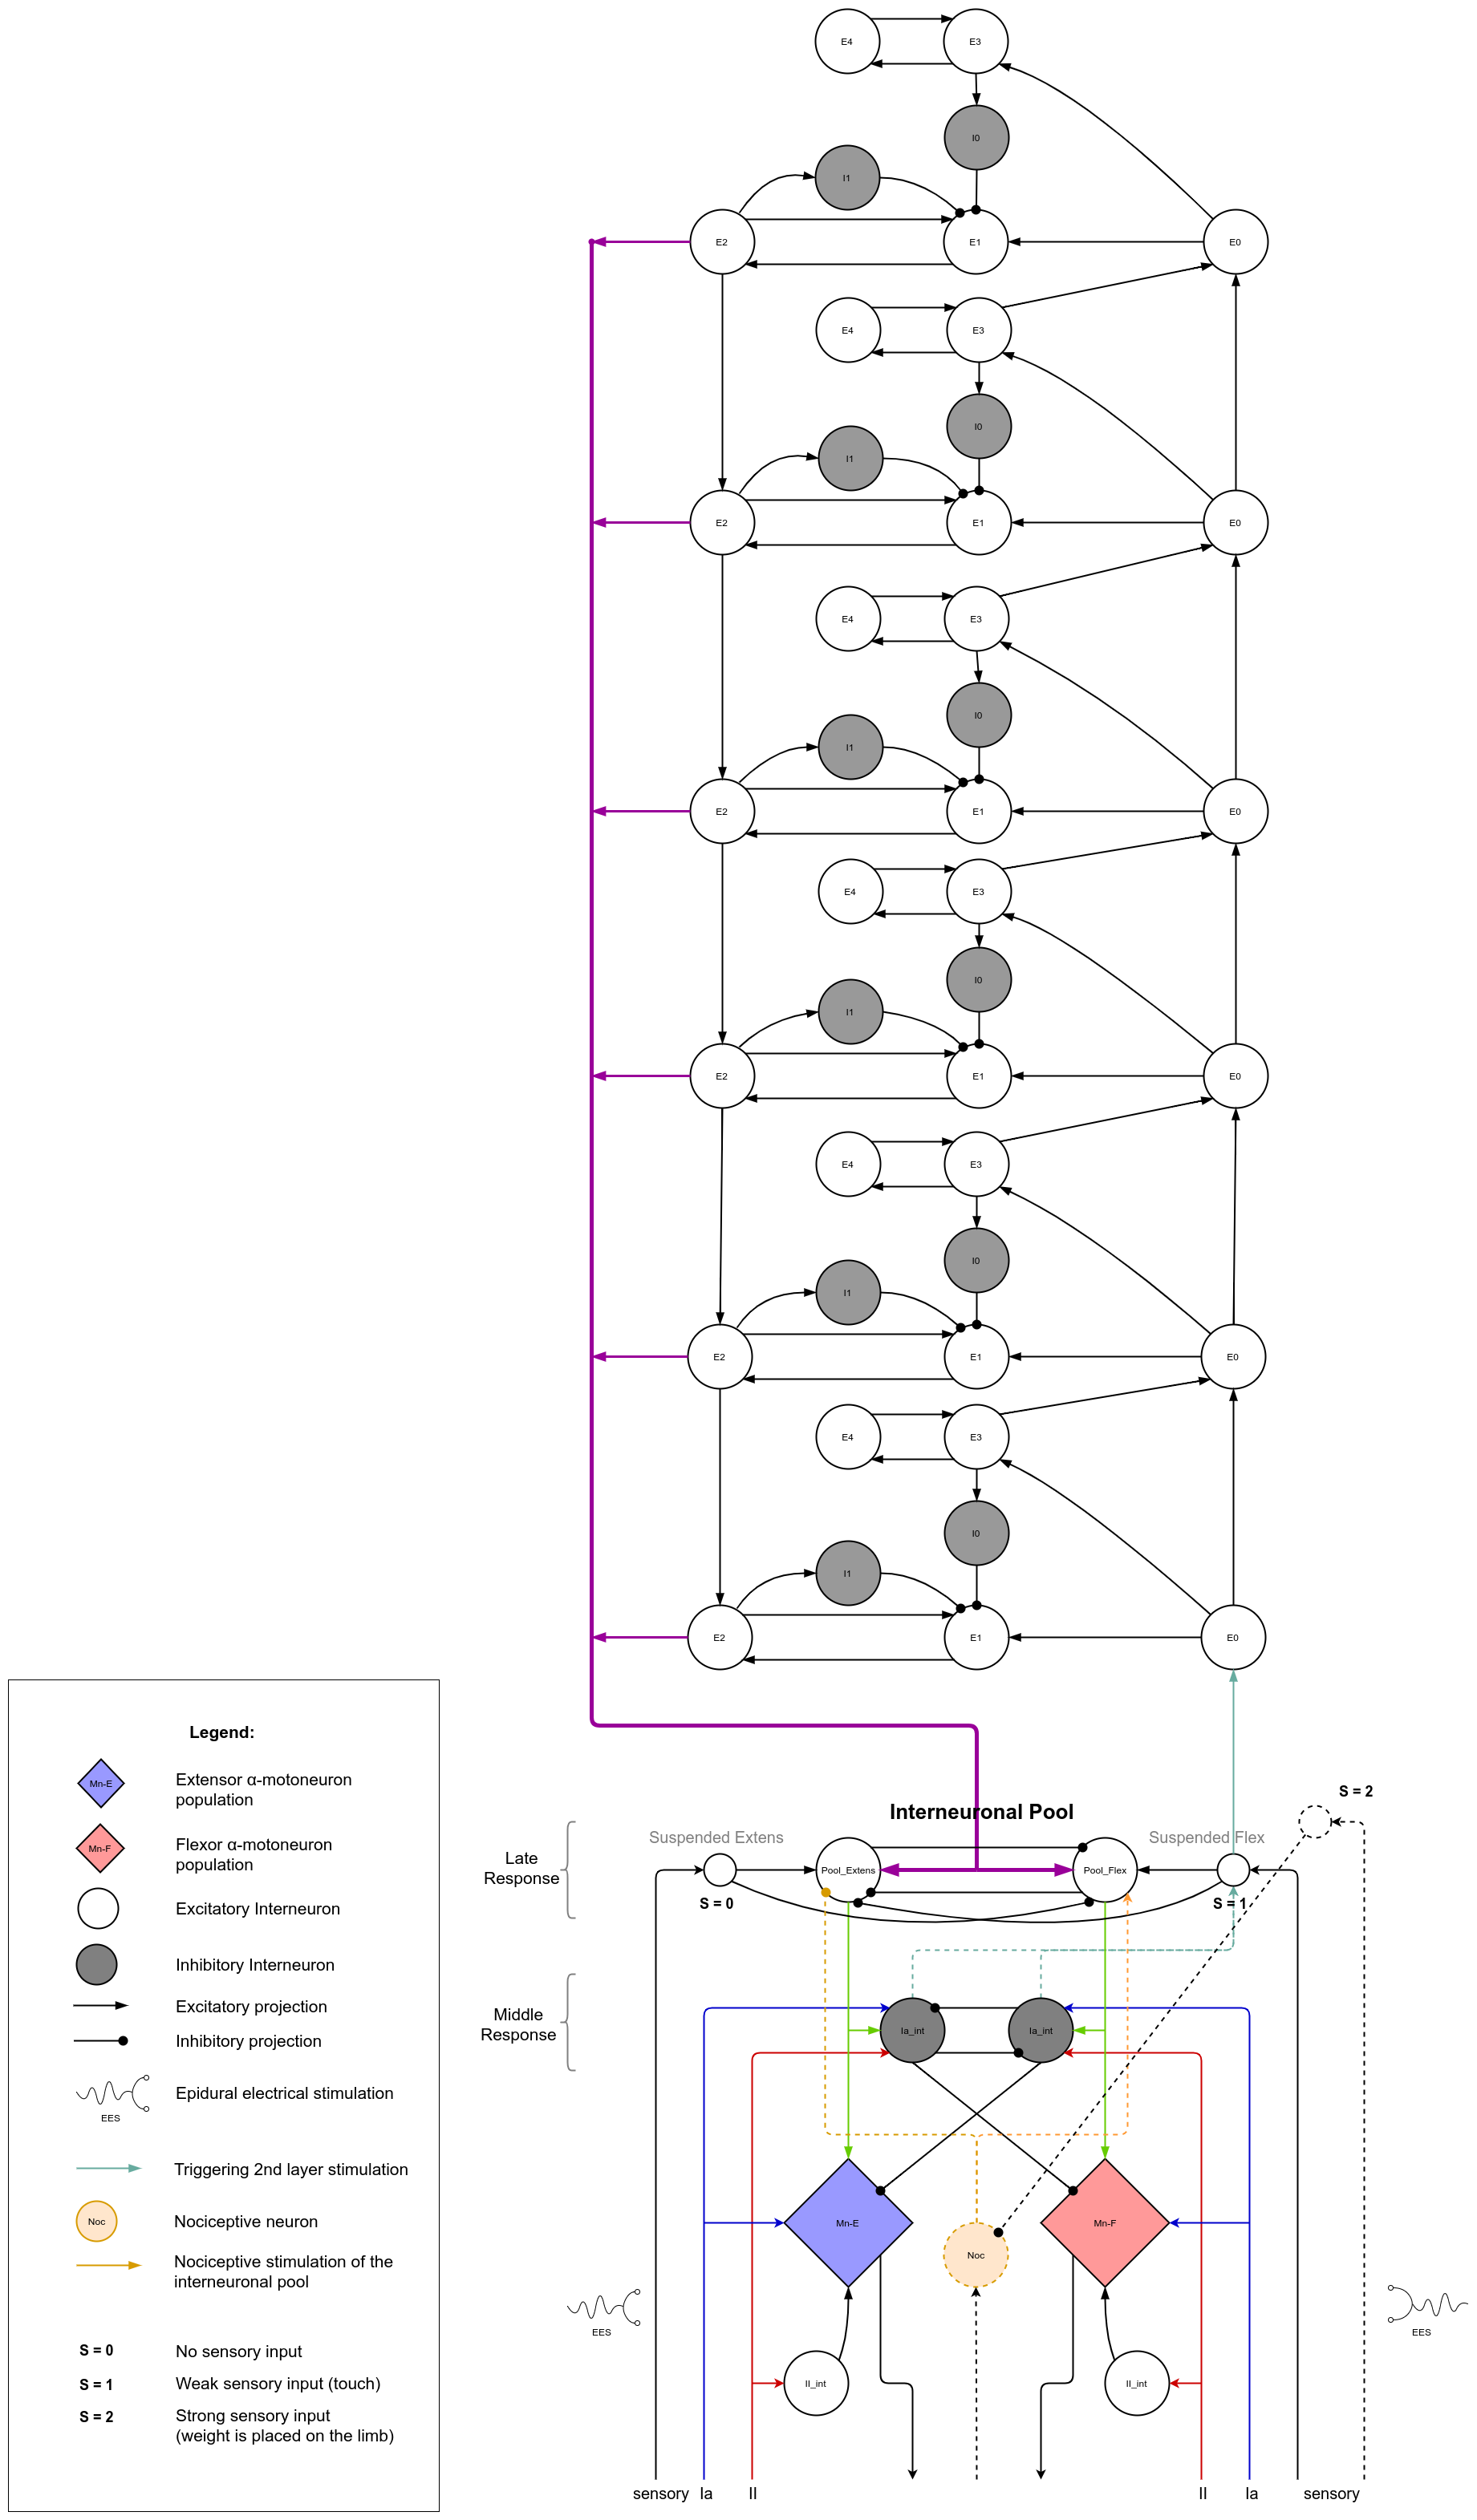 E4 E3
I0
I1
E2 E1 E0
E4 E3
I0
I1
E2 E1 E0
E4 E3
I0
I1
E2 E1 E0
E4 E3
I0
I1
E2 E1 E0
E4 E3
I0
I1
E2 E1 E0
E4 E3
I0
I1
E2 E1 E0
Legend:
Mn-E Extensor α-motoneuron
population
Mn-F Flexor α-motoneuron
population
Excitatory Interneuron
Inhibitory Interneuron
Excitatory projection
Inhibitory projection
Epidural electrical stimulation
EES
Triggering 2nd layer stimulation
Noc Nociceptive neuron
Nociceptive stimulation of the
interneuronal pool
S = 0 No sensory input
S = 1 Weak sensory input (touch)
S = 2 Strong sensory input
(weight is placed on the limb)
S = 2
Interneuronal Pool
Suspended Extens Suspended Flex
Late
Response
Pool_Extens Pool_Flex
S = 0 S = 1
Middle
Response
Ia_int Ia_int
Mn-E Mn-F
Noc
EES EES
II_int II_int
sensory Ia II II Ia sensory